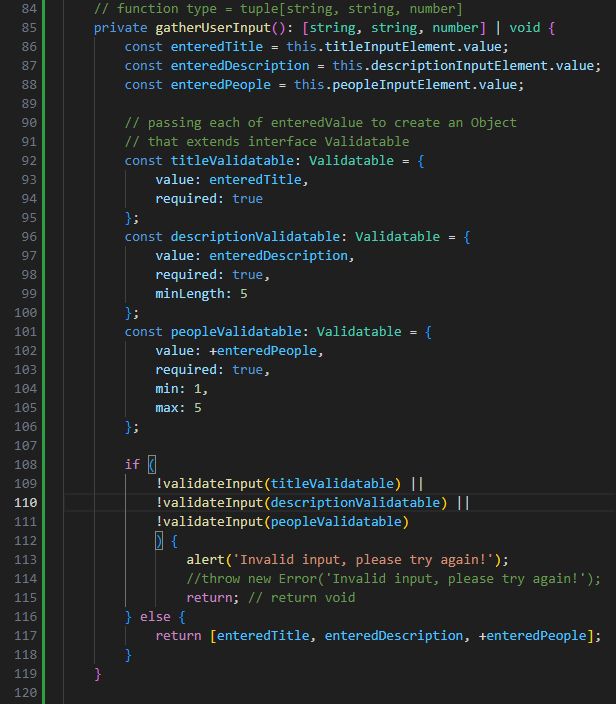 84 // function type = tuple[string, string, number]
85 private gatherUserInput(): [string, string, number] | void {
86 const enteredTitle = this.titleInputElement.value;
87 const enteredDescription = this.descriptionInputElement.value;
88 const enteredPeople = this.peopleInputElement.value;
89
90 // passing each of enteredValue to create an Object
91 // that extends interface Validatable
92 const titleValidatable: Validatable = {
93 value: enteredTitle,
94 required: true
95 };
96 const descriptionValidatable: Validatable = {
97 value: enteredDescription,
98 required: true,
99 minLength: 5
100 };
101 const peopleValidatable: Validatable = {
102 value: +enteredPeople,
103 required: true,
104 min: 1,
105 max: 5
106 };
107
108 if (
109 !validateInput(titleValidatable) ||
110 !validateInput(descriptionValidatable) ||
111 !validateInput(peopleValidatable)
112 ) {
113 alert('Invalid input, please try again!');
114 //throw new Error('Invalid input, please try again!');
115 return; // return void
116 } else {
117 return [enteredTitle, enteredDescription, +enteredPeople];
118 }
119 }
120